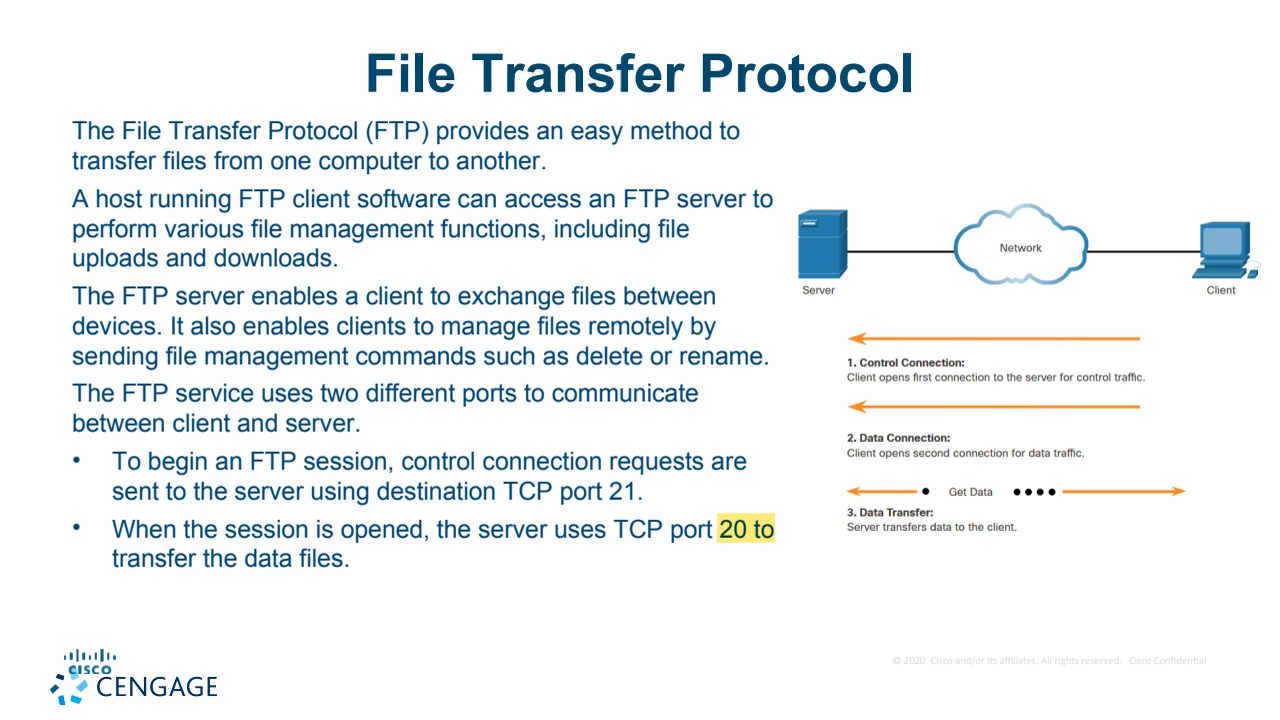 File Transfer Protocol
The File Transfer Protocol (FTP) provides an easy method to
transfer files from one computer to another.
A host running FTP client software can access an FTP server to
perform various file management functions, including file
uploads and downloads.
The FTP server enables a client to exchange files between
devices. It also enables clients to manage files remotely by
sending file management commands such as delete or rename.
The FTP service uses two different ports to communicate
between client and server.
• To begin an FTP session, control connection requests are
sent to the server using destination TCP port 21.
• When the session is opened, the server uses TCP port 20 to
transfer the data files.
Network
Server
Client
1. Control Connection:
Client opens first connection to the server for control traffic.
2. Data Connection:
Client opens second connection for data traffic.
Get Data
3. Data Transfer:
Server transfers data to the client.
© 2020 Cisco and/or its affiliates. All rights reserved. Cisco Confidential
CISCO
CENGAGE